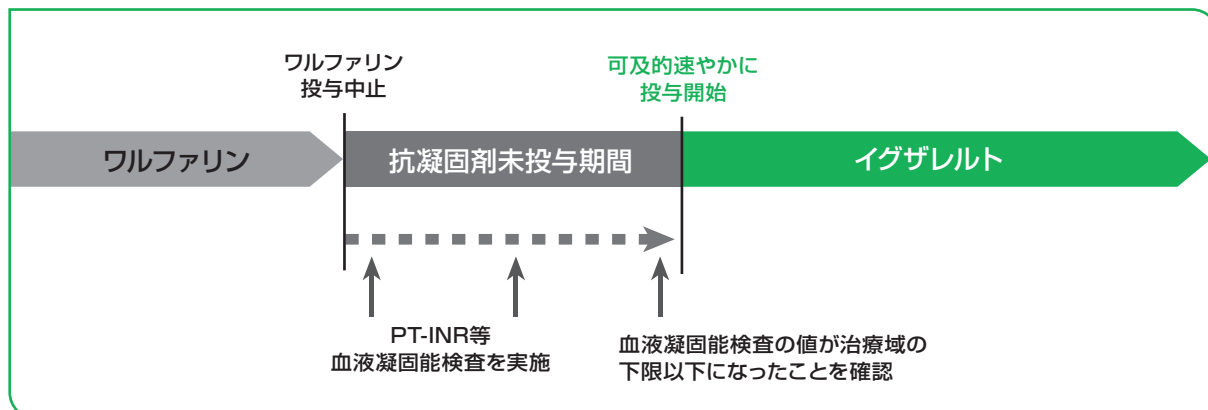 ワルファリン
投与中止
可及的速やかに
投与開始
ワルファリン
抗凝固剤未投与期間
イグザレルト
PT-INR等
血液凝固能検査を実施
血液凝固能検査の値が治療域の
下限以下になったことを確認